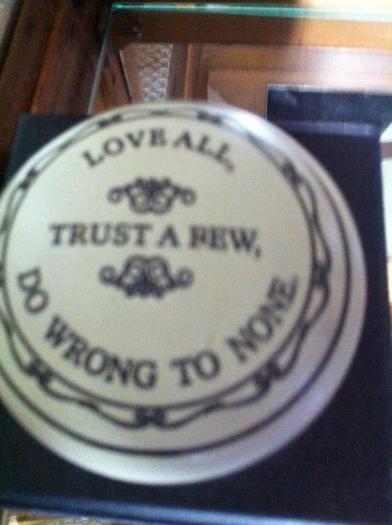 LOVE ALL,
TRUST A FEW,
DO WRONG TO NONE.